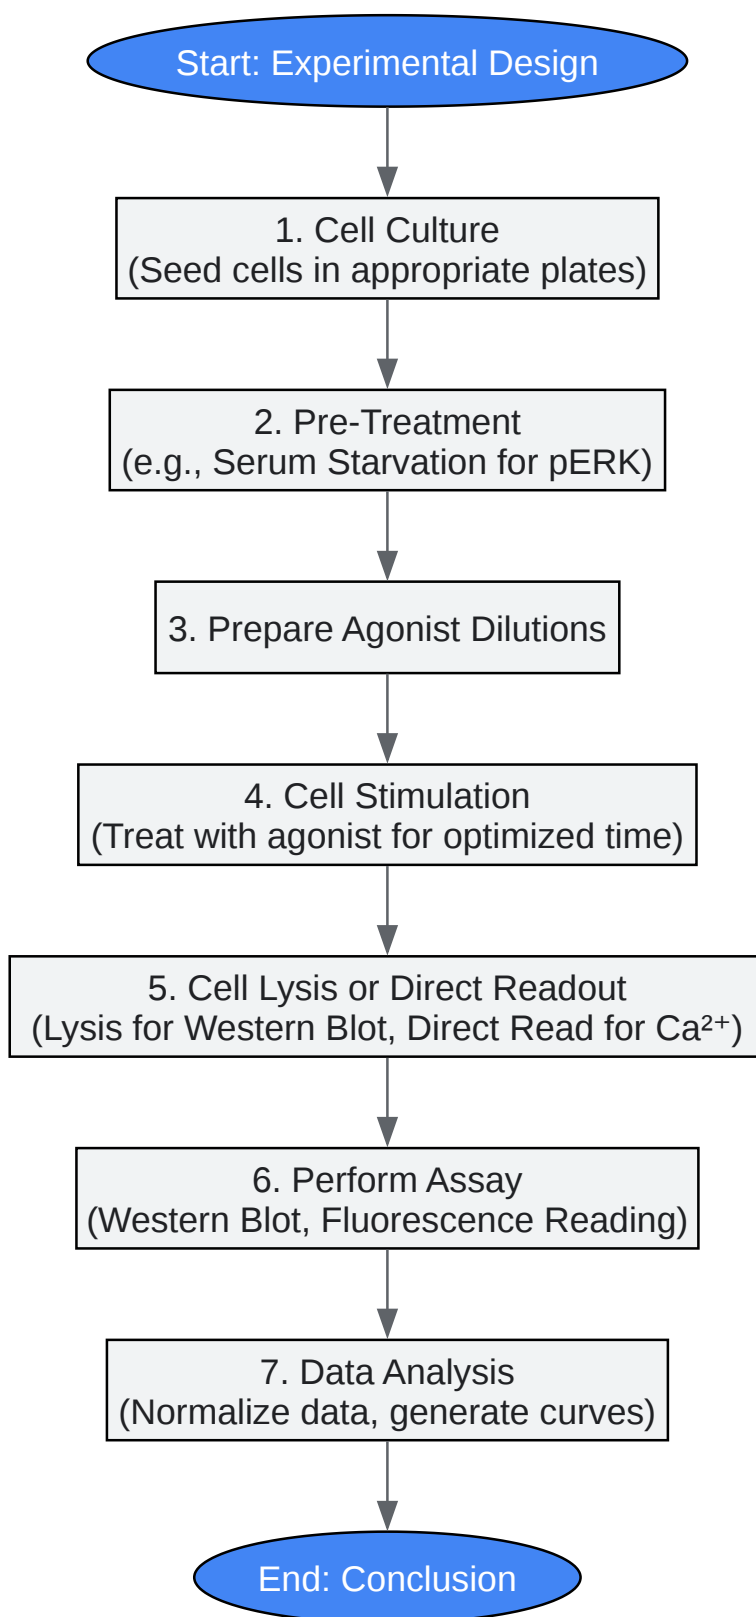 Start: Experimental Design
1. Cell Culture
(Seed cells in appropriate plates)
2. Pre-Treatment
(e.g., Serum Starvation for pERK)
3. Prepare Agonist Dilutions
4. Cell Stimulation
(Treat with agonist for optimized time)
5. Cell Lysis or Direct Readout
(Lysis for Western Blot, Direct Read for Ca²⁺)
6. Perform Assay
(Western Blot, Fluorescence Reading)
7. Data Analysis
(Normalize data, generate curves)
End: Conclusion